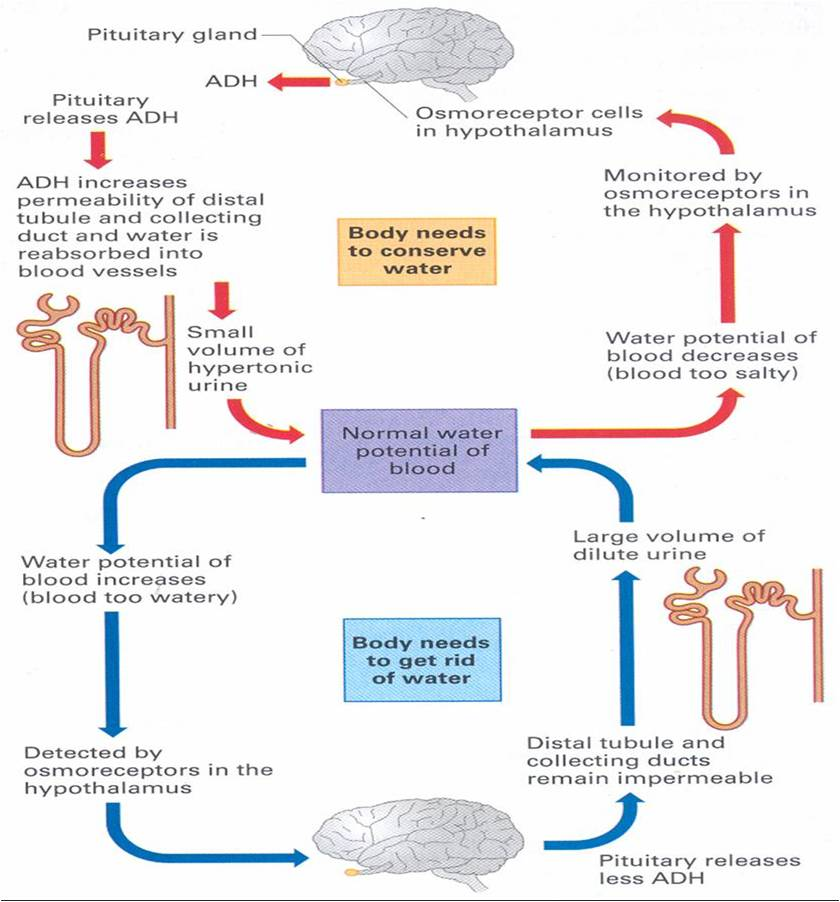 Pituitary gland
ADH
Pituitary
releases ADH
Osmoreceptor cells
in hypothalamus
ADH increases
permeability of distal
tubule and collecting
duct and water is
reabsorbed into
blood vessels
Monitored by
osmoreceptors in
the hypothalamus
Body needs
to conserve
water
Small
volume of
hypertonic
urine
Water potential of
blood decreases
(blood too salty)
Normal water
potential of
blood
Large volume of
dilute urine
Water potential of
blood increases
(blood too watery)
Body needs
to get rid
of water
Detected by
osmoreceptors in the
hypothalamus
Distal tubule and
collecting ducts
remain impermeable
Pituitary releases
less ADH